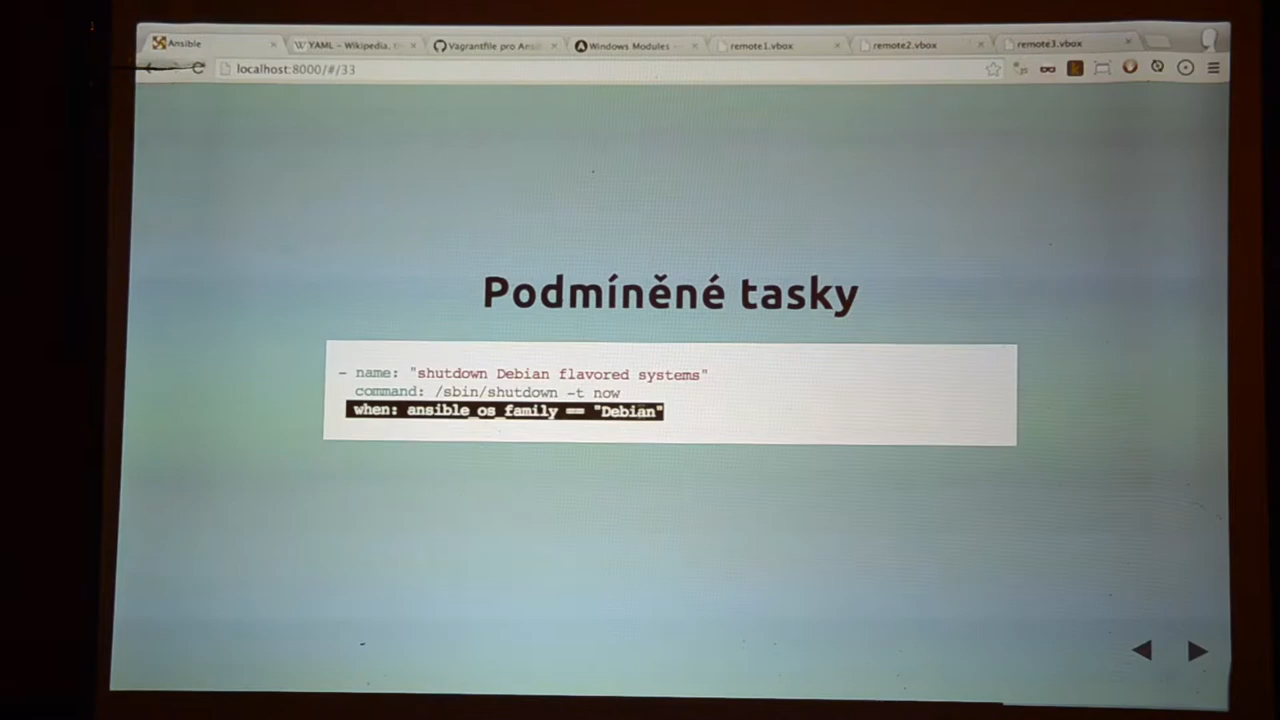 Ansible
YAML – Wikipedia,
Vagrantfile pro Ansi
Windows Modules
remote1.vbox
remote2.vbox
remote3.vbox
localhost:8000/#/33
Podmíněné tasky
- name: "shutdown Debian flavored systems"
command: /sbin/shutdown -t now
when: ansible_os_family == "Debian"